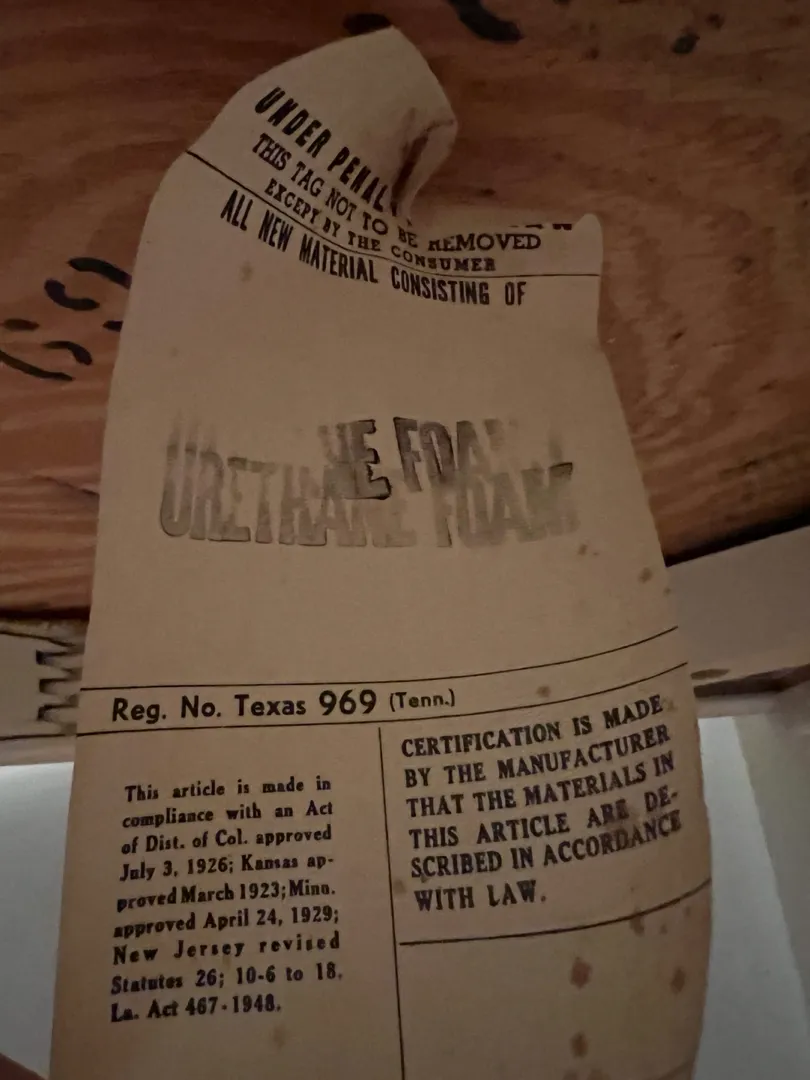 UNDER PENAL
THIS TAG NOT TO BE REMOVED
EXCEPT BY THE CONSUMER
ALL NEW MATERIAL CONSISTING OF
URETHANE FOAM
Reg. No. Texas 969 (Tenn.)
This article is made in
compliance with an Act
of Dist. of Col. approved
July 3, 1926; Kansas ap-
proved March 1923; Minn.
approved April 24, 1929;
New Jersey revised
Statutes 26; 10-6 to 18.
La. Act 467-1948.
CERTIFICATION IS MADE
BY THE MANUFACTURER
THAT THE MATERIALS IN
THIS ARTICLE ARE DE-
SCRIBED IN ACCORDANCE
WITH LAW.